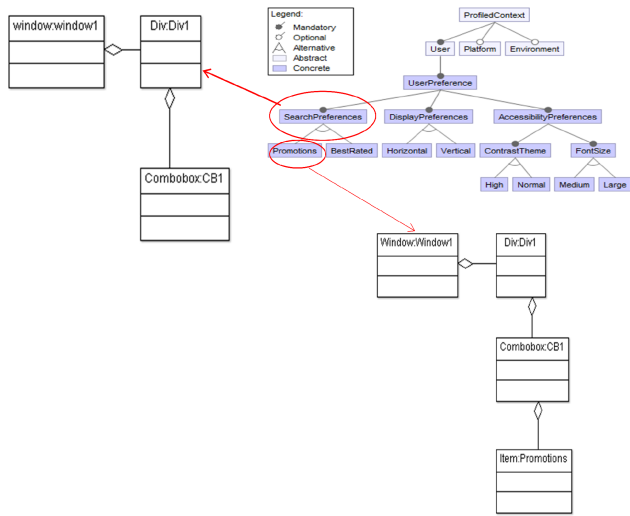 window:window1
Div:Div1
Combobox:CB1
Legend:
Mandatory
Optional
Alternative
Abstract
Concrete
ProfiledContext
User
Platform
Environment
UserPreference
SearchPreferences
DisplayPreferences
AccessibilityPreferences
Promotions
BestRated
Horizontal
Vertical
ContrastTheme
FontSize
High
Normal
Medium
Large
Window:Window1
Div:Div1
Combobox:CB1
Item:Promotions